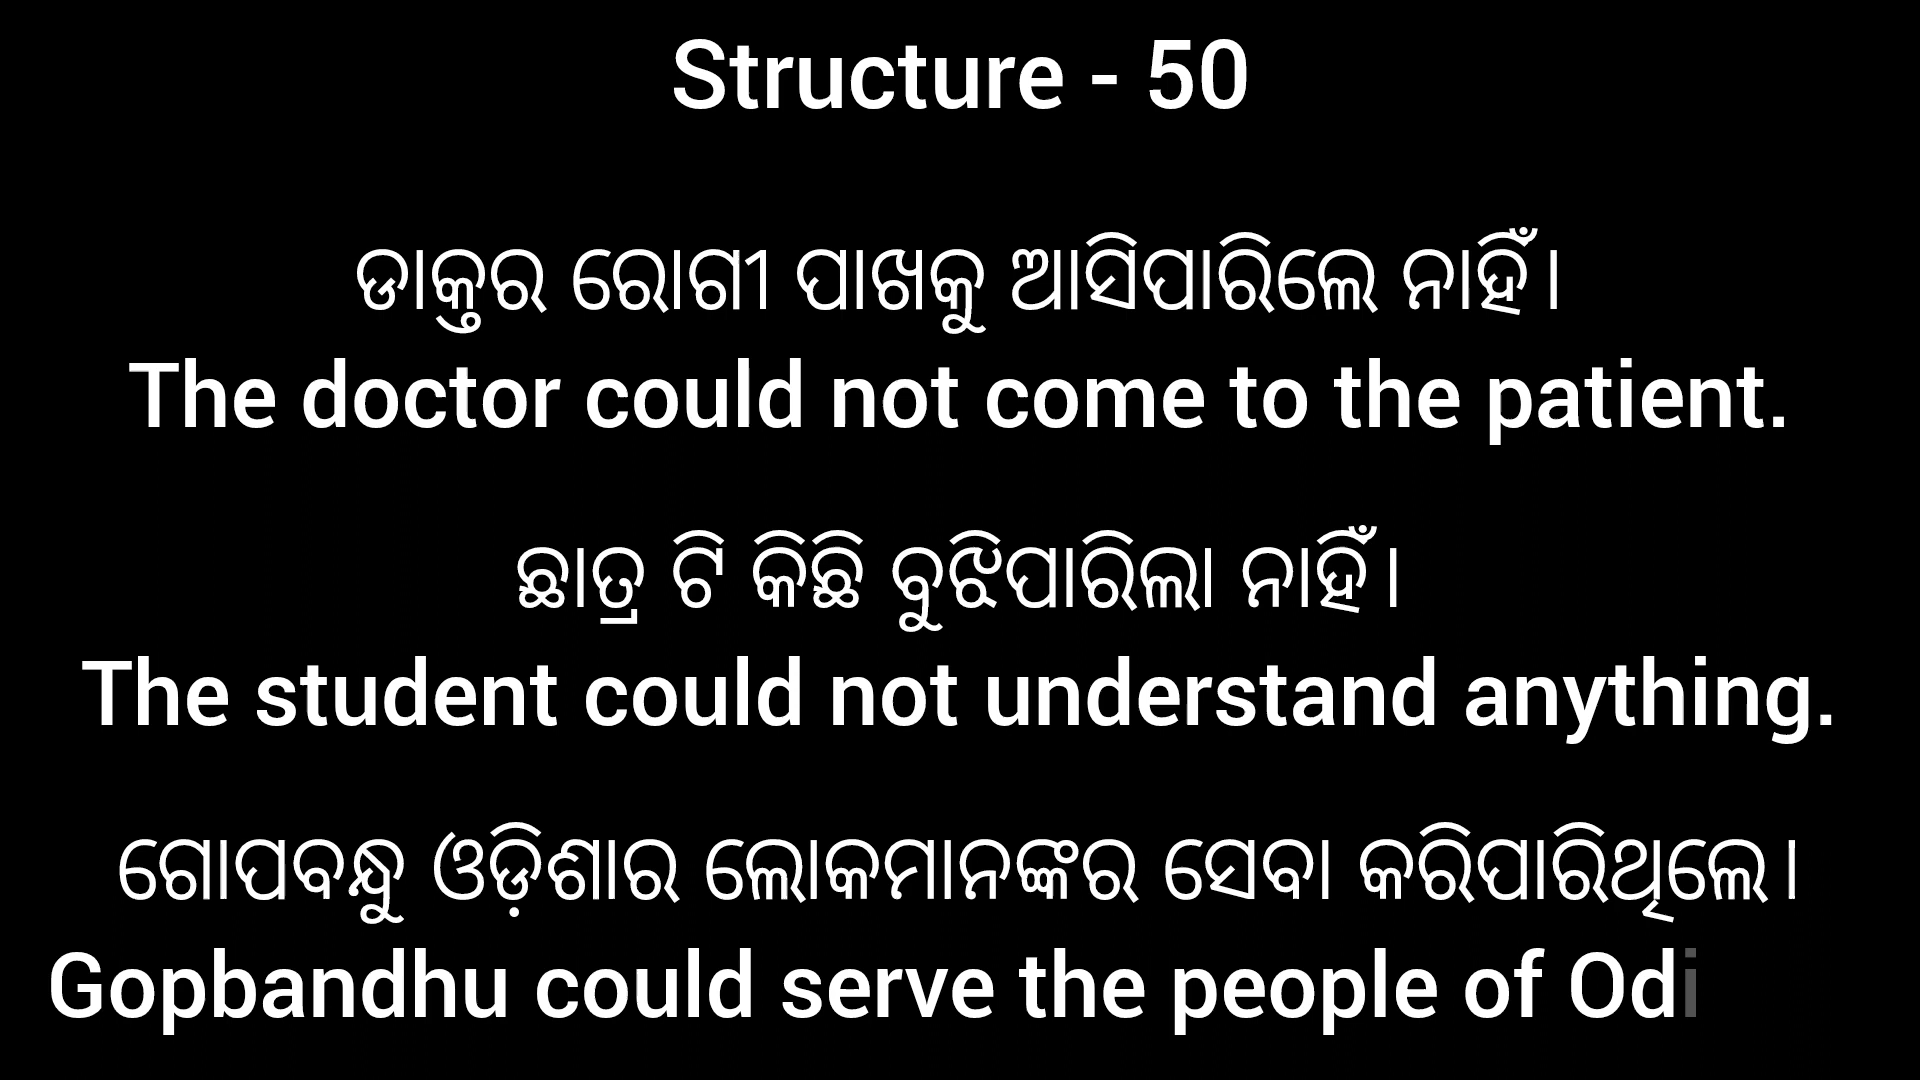 Structure - 50
ଡାକ୍ତର ରୋଗୀ ପାଖକୁ ଆସିପାରିଲେ ନାହିଁ।
The doctor could not come to the patient.
ଛାତ୍ର ଟି କିଛି ବୁଝିପାରିଲା ନାହିଁ।
The student could not understand anything.
ଗୋପବନ୍ଧୁ ଓଡ଼ିଶାର ଲୋକମାନଙ୍କର ସେବା କରିପାରିଥିଲେ।
Gopbandhu could serve the people of Odi